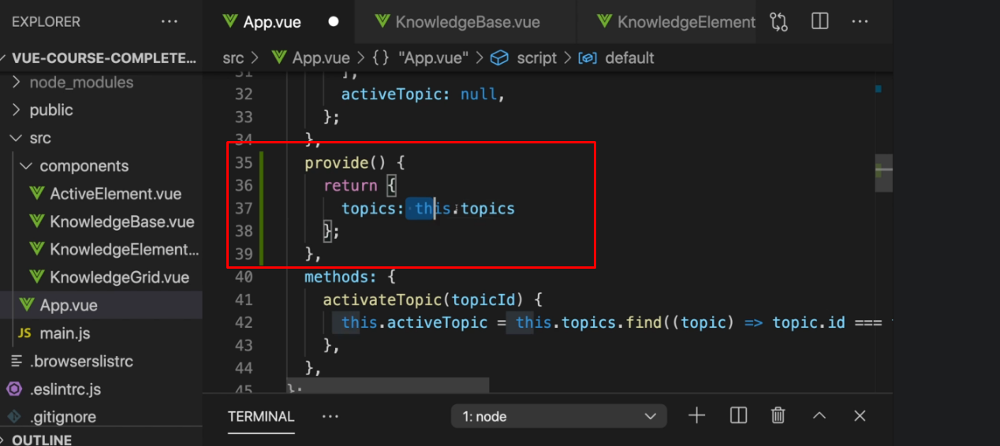 EXPLORER
App.vue
KnowledgeBase.vue
KnowledgeElement
VUE-COURSE-COMPLETE...
src > App.vue > {} "App.vue" > script > default
node_modules
public
src
components
ActiveElement.vue
KnowledgeBase.vue
KnowledgeElement...
KnowledgeGrid.vue
App.vue
JS main.js
.browserslistrc
.eslintrc.js
.gitignore
OUTLINE
31 ],
32 activeTopic: null,
33 };
34 },
35 provide() {
36 return {
37 topics: this.topics
38 };
39 },
40 methods: {
41 activateTopic(topicId) {
42 this.activeTopic = this.topics.find((topic) => topic.id ===
43 },
44 },
45 };
TERMINAL
1: node